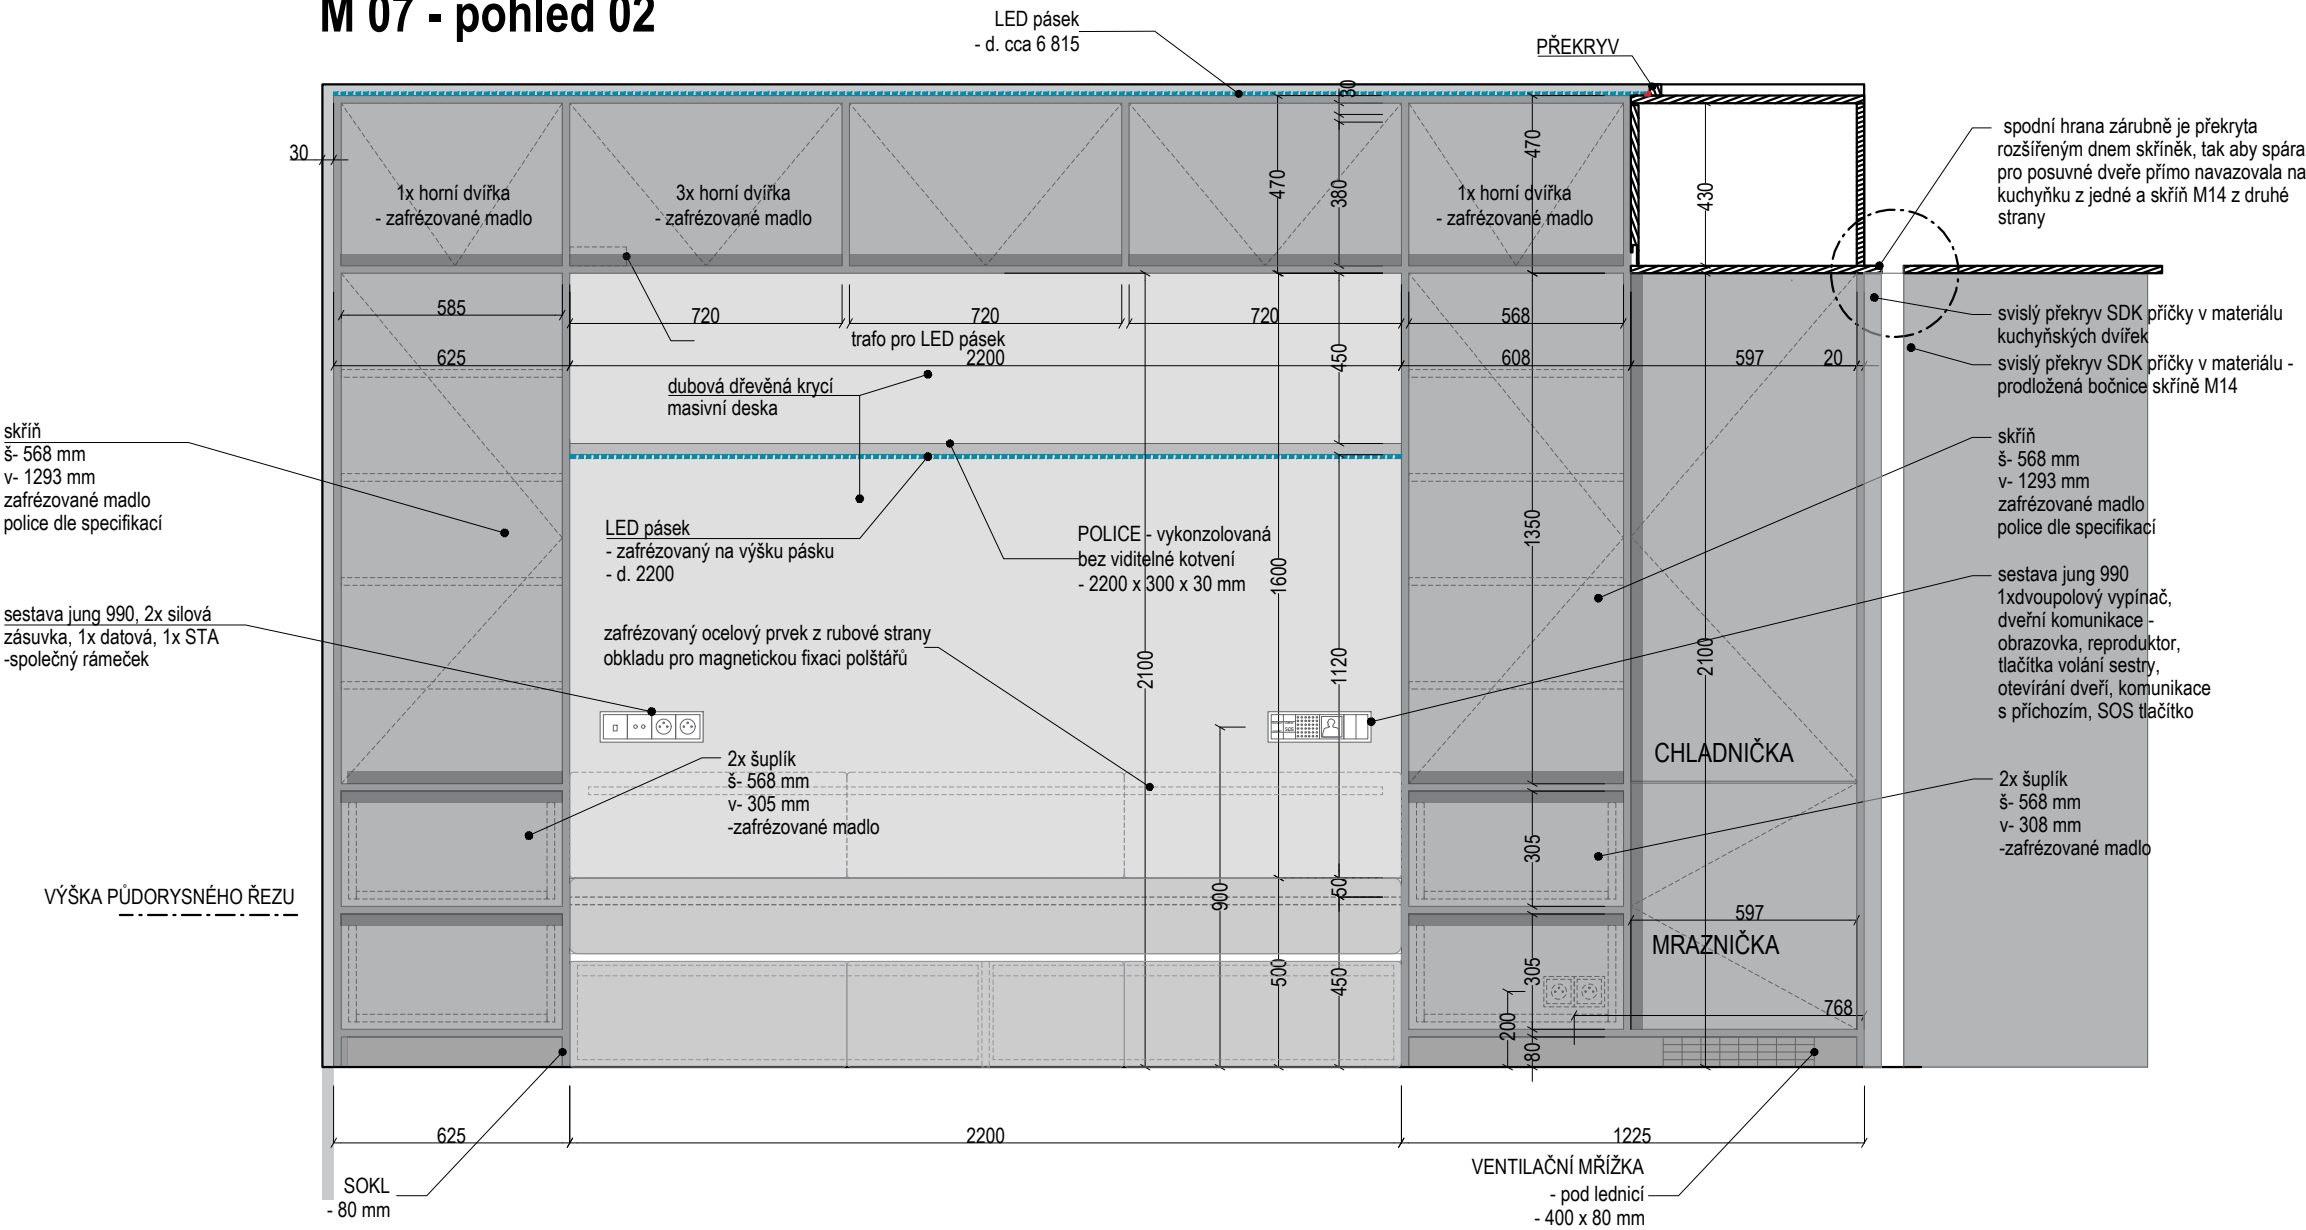 M 07 - pohled 02
LED pásek
- d. cca 6 815
PŘEKRYV
30
30
1x horní dvířka
- zafrézované madlo
3x horní dvířka
- zafrézované madlo
1x horní dvířka
- zafrézované madlo
470
380
470
430
spodní hrana zárubně je překryta
rozšířeným dnem skříněk, tak aby spára
pro posuvné dveře přímo navazovala na
kuchyňku z jedné a skříň M14 z druhé
strany
585
720
720
720
568
trafo pro LED pásek
625
2200
450
608
597
20
svislý překryv SDK příčky v materiálu
kuchyňských dvířek
svislý překryv SDK příčky v materiálu -
prodložená bočnice skříně M14
dubová dřevěná krycí
masivní deska
skříň
š- 568 mm
v- 1293 mm
zafrézované madlo
police dle specifikací
skříň
š- 568 mm
v- 1293 mm
zafrézované madlo
police dle specifikací
LED pásek
- zafrézovaný na výšku pásku
- d. 2200
POLICE - vykonzolovaná
bez viditelné kotvení
- 2200 x 300 x 30 mm
1600
1350
sestava jung 990, 2x silová
zásuvka, 1x datová, 1x STA
-společný rámeček
sestava jung 990
1xdvoupolový vypínač,
dveřní komunikace -
obrazovka, reproduktor,
tlačítka volání sestry,
otevírání dveří, komunikace
s příchozím, SOS tlačítko
zafrézovaný ocelový prvek z rubové strany
obkladu pro magnetickou fixaci polštářů
2100
1120
2100
CHLADNIČKA
2x šuplík
š- 568 mm
v- 305 mm
-zafrézované madlo
2x šuplík
š- 568 mm
v- 308 mm
-zafrézované madlo
305
VÝŠKA PŮDORYSNÉHO ŘEZU
900
50
597
MRAZNIČKA
500
450
305
200
768
80
625
2200
1225
SOKL
- 80 mm
VENTILAČNÍ MŘÍŽKA
- pod lednicí
- 400 x 80 mm